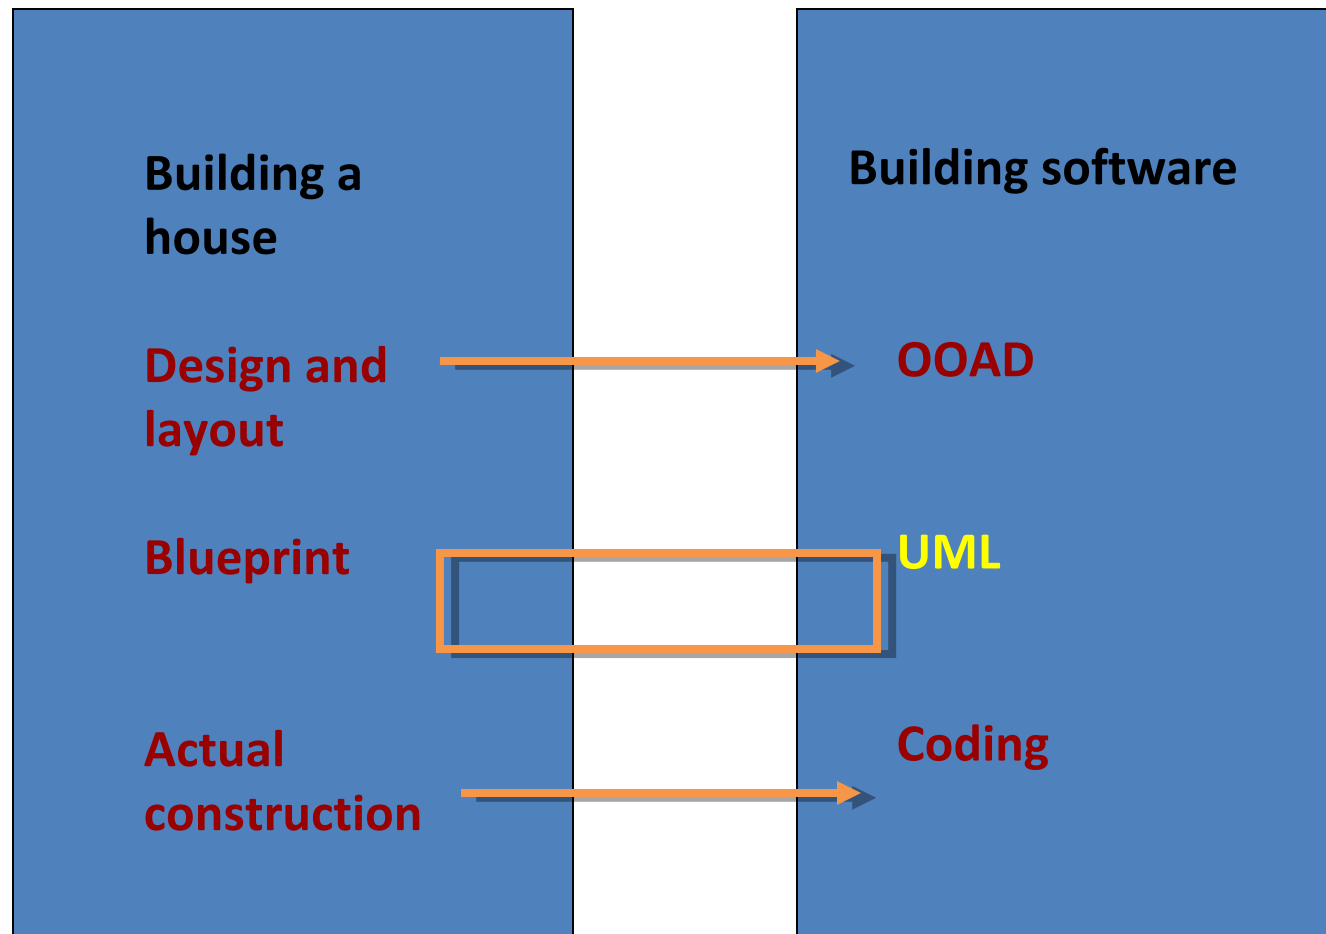 Building a
house
Design and
layout
Blueprint
Actual
construction
Building software
OOAD
UML
Coding